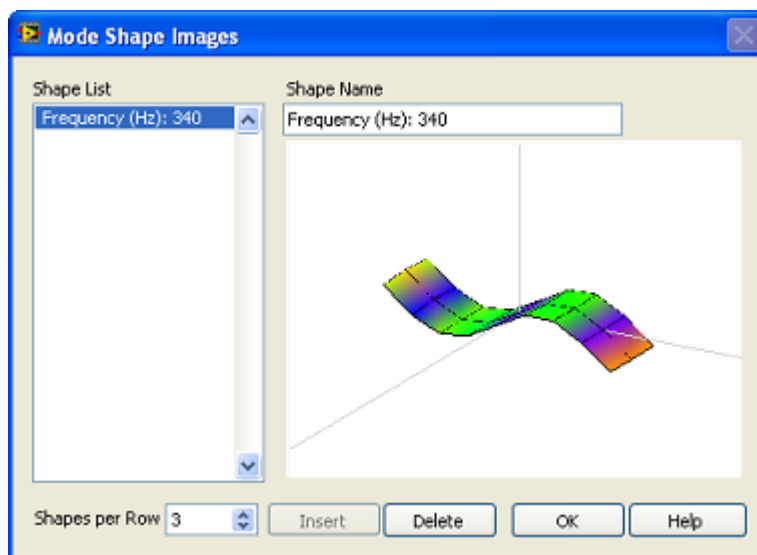 Mode Shape Images
Shape List
Frequency (Hz): 340
Shape Name
Frequency (Hz): 340
Shapes per Row 3
Insert
Delete
OK
Help